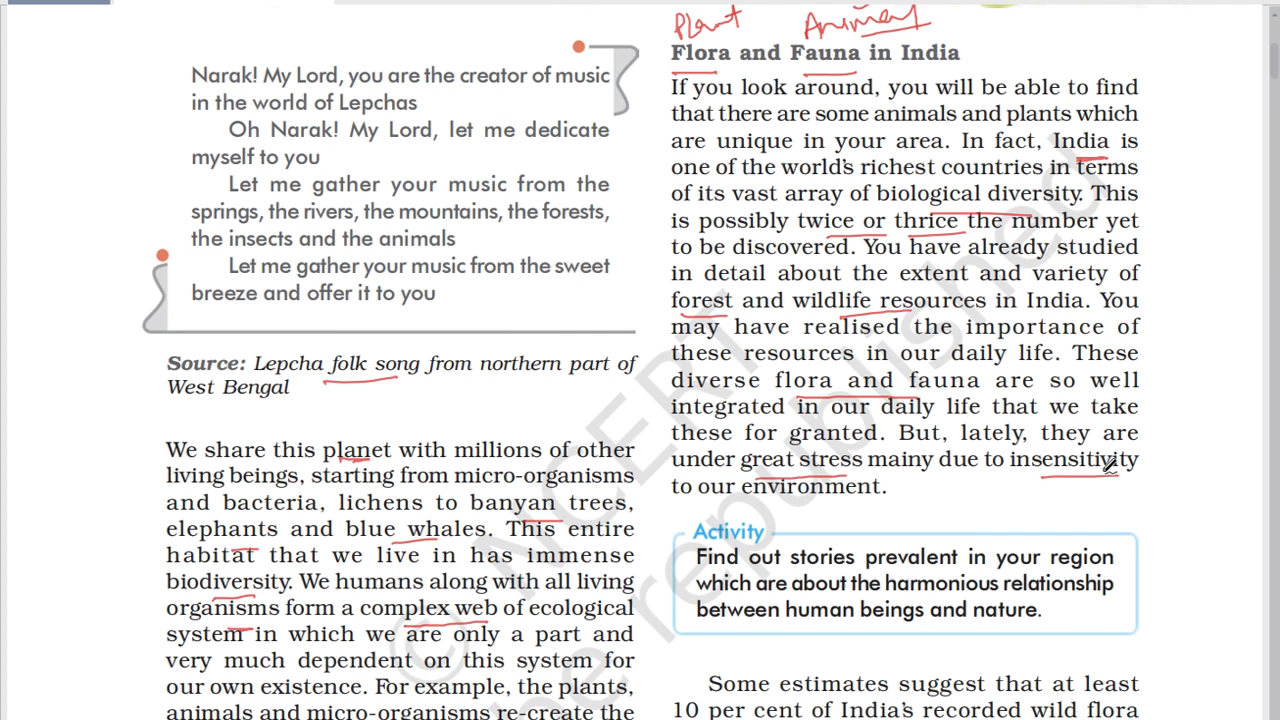 Narak! My Lord, you are the creator of music
in the world of Lepchas
Oh Narak! My Lord, let me dedicate
myself to you
Let me gather your music from the
springs, the rivers, the mountains, the forests,
the insects and the animals
Let me gather your music from the sweet
breeze and offer it to you
Source: Lepcha folk song from northern part of
West Bengal
We share this planet with millions of other
living beings, starting from micro-organisms
and bacteria, lichens to banyan trees,
elephants and blue whales. This entire
habitat that we live in has immense
biodiversity. We humans along with all living
organisms form a complex web of ecological
system in which we are only a part and
very much dependent on this system for
our own existence. For example, the plants,
animals and micro-organisms re-create the
Plant Animal
Flora and Fauna in India
If you look around, you will be able to find
that there are some animals and plants which
are unique in your area. In fact, India is
one of the world's richest countries in terms
of its vast array of biological diversity. This
is possibly twice or thrice the number yet
to be discovered. You have already studied
in detail about the extent and variety of
forest and wildlife resources in India. You
may have realised the importance of
these resources in our daily life. These
diverse flora and fauna are so well
integrated in our daily life that we take
these for granted. But, lately, they are
under great stress mainy due to insensitivity
to our environment.
Activity
Find out stories prevalent in your region
which are about the harmonious relationship
between human beings and nature.
Some estimates suggest that at least
10 per cent of India's recorded wild flora
© NCERT
be republished